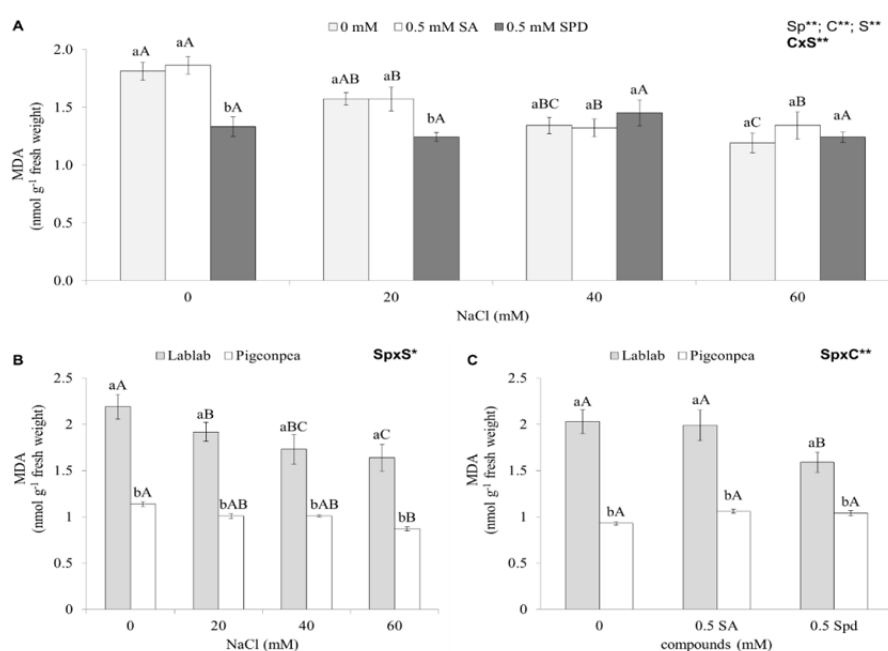 A
0 mM 0.5 mM SA 0.5 mM SPD
Sp**; C**; S**
CxS**
MDA
(nmol g-1 fresh weight)
2.0
1.5
1.0
0.5
0.0
aA aA bA
aAB aB bA
aBC aB aA
aC aB aA
0 20 40 60
NaCl (mM)
B
Lablab Pigeonpea
SpxS*
MDA
(nmol g-1 fresh weight)
2.5
2
1.5
1
0.5
0
aA bA
aB bAB
aBC bAB
aC bB
0 20 40 60
NaCl (mM)
C
Lablab Pigeonpea
SpxC**
MDA
(nmol g-1 fresh weight)
2.5
2
1.5
1
0.5
0
aA bA
aA bA
aB bA
0 0.5 SA 0.5 Spd
compounds (mM)